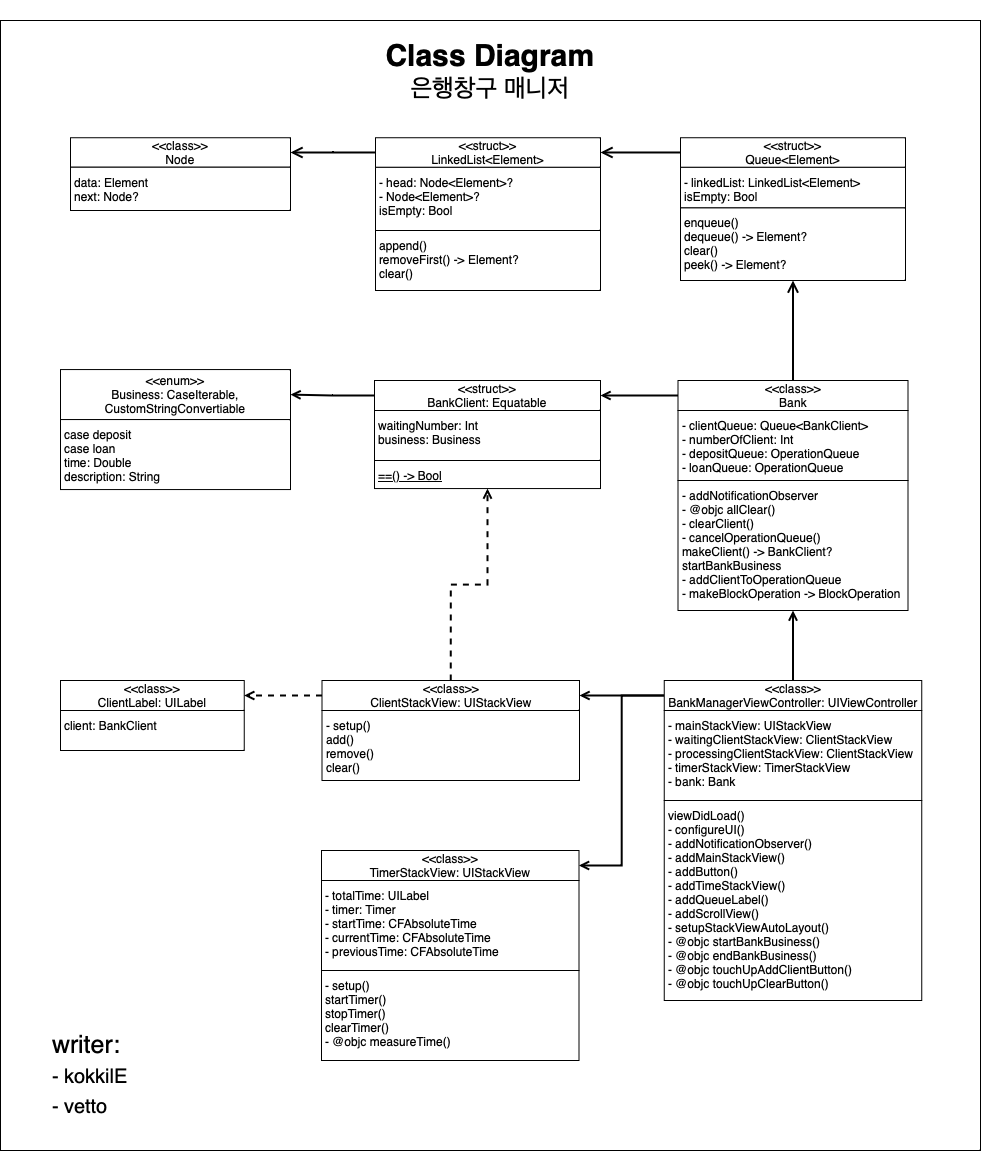 Class Diagram
은행창구 매니저
<<class>>
Node
data: Element
next: Node?
<<struct>>
LinkedList<Element>
- head: Node<Element>?
- Node<Element>?
isEmpty: Bool
append()
removeFirst() -> Element?
clear()
<<struct>>
Queue<Element>
- linkedList: LinkedList<Element>
isEmpty: Bool
enqueue()
dequeue() -> Element?
clear()
peek() -> Element?
<<enum>>
Business: CaseIterable,
CustomStringConvertiable
case deposit
case loan
time: Double
description: String
<<struct>>
BankClient: Equatable
waitingNumber: Int
business: Business
==() -> Bool
<<class>>
Bank
- clientQueue: Queue<BankClient>
- numberOfClient: Int
- depositQueue: OperationQueue
- loanQueue: OperationQueue
- addNotificationObserver
- @objc allClear()
- clearClient()
- cancelOperationQueue()
makeClient() -> BankClient?
startBankBusiness
- addClientToOperationQueue
- makeBlockOperation -> BlockOperation
<<class>>
ClientLabel: UILabel
client: BankClient
<<class>>
ClientStackView: UIStackView
- setup()
add()
remove()
clear()
<<class>>
BankManagerViewController: UIViewController
- mainStackView: UIStackView
- waitingClientStackView: ClientStackView
- processingClientStackView: ClientStackView
- timerStackView: TimerStackView
- bank: Bank
viewDidLoad()
- configureUI()
- addNotificationObserver()
- addMainStackView()
- addButton()
- addTimeStackView()
- addQueueLabel()
- addScrollView()
- setupStackViewAutoLayout()
- @objc startBankBusiness()
- @objc endBankBusiness()
- @objc touchUpAddClientButton()
- @objc touchUpClearButton()
<<class>>
TimerStackView: UIStackView
- totalTime: UILabel
- timer: Timer
- startTime: CFAbsoluteTime
- currentTime: CFAbsoluteTime
- previousTime: CFAbsoluteTime
- setup()
startTimer()
stopTimer()
clearTimer()
- @objc measureTime()
writer:
- kokkilE
- vetto